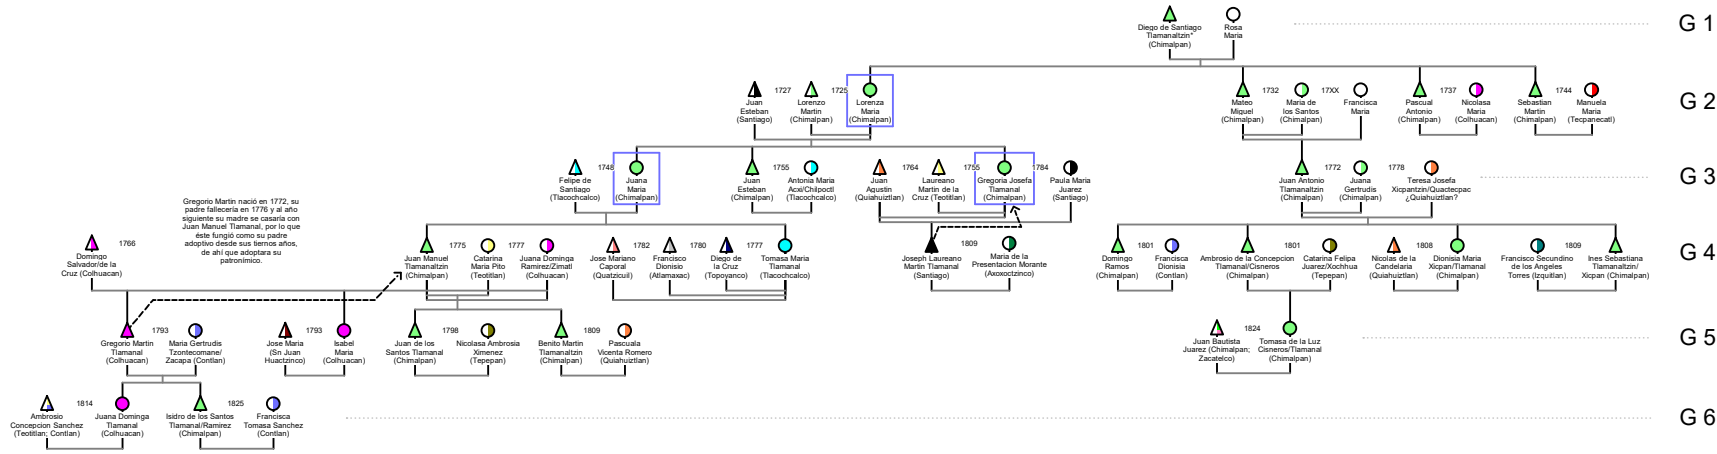 G 1
Diego de Santiago
Tlamanaltzin*
(Chimalpan)
Rosa
Maria
G 2
Juan
Esteban
(Santiago)
1727
Lorenzo
Martin
(Chimalpan)
1725
Lorenza
Maria
(Chimalpan)
Mateo
Miguel
(Chimalpan)
1732
Maria de
los Santos
(Chimalpan)
17XX
Francisca
Maria
Pascual
Antonio
(Chimalpan)
1737
Nicolasa
Maria
(Colhuacan)
Sebastian
Martin
(Chimalpan)
1744
Manuela
Maria
(Tecpanecatl)
G 3
Felipe de
Santiago
(Tlacochcalco)
1748
Juana
Maria
(Chimalpan)
Juan
Esteban
(Chimalpan)
1755
Antonia Maria
Acxi/Chilpoctl
(Tlacochcalco)
Juan
Agustin
(Quiahuiztlan)
1764
Laureano
Martin de la
Cruz (Teotitlan)
1755
Gregoria Josefa
Tlamanal
(Chimalpan)
1784
Paula Maria
Juarez
(Santiago)
Juan Antonio
Tlamanaltzin
(Chimalpan)
1772
Juana
Gertrudis
(Chimalpan)
1778
Teresa Josefa
Xicpantzin/Quactecpac
¿Quiahuiztlan?
Gregorio Martin nació en 1772, su
padre fallecería en 1776 y al año
siguiente su madre se casaría con
Juan Manuel Tlamanal, por lo que
éste fungió como su padre
adoptivo desde sus tiernos años,
de ahí que adoptara su
patronímico.
G 4
Domingo
Salvador/de la
Cruz (Colhuacan)
1766
Juan Manuel
Tlamanaltzin
(Chimalpan)
1775
Catarina
Maria Pito
(Teotitlan)
1777
Juana Dominga
Ramirez/Zimatl
(Colhuacan)
Jose Mariano
Caporal
(Quatzicuil)
1782
Francisco
Dionisio
(Atlamaxac)
1780
Diego de
la Cruz
(Topoyanco)
1777
Tomasa Maria
Tlamanal
(Tlacochcalco)
Joseph Laureano
Martin Tlamanal
(Santiago)
1809
Maria de la
Presentacion Morante
(Axoxoctzinco)
Domingo
Ramos
(Chimalpan)
1801
Francisca
Dionisia
(Contlan)
Ambrosio de la Concepcion
Tlamanal/Cisneros
(Chimalpan)
1801
Catarina Felipa
Juarez/Xochhua
(Tepepan)
Nicolas de la
Candelaria
(Quiahuiztlan)
1808
Dionisia Maria
Xicpan/Tlamanal
(Chimalpan)
Francisco Secundino
de los Angeles
Torres (Izquitlan)
1809
Ines Sebastiana
Tlamanaltzin/
Xicpan (Chimalpan)
G 5
Gregorio Martin
Tlamanal
(Colhuacan)
1793
Maria Gertrudis
Tzontecomane/
Zacapa (Contlan)
Jose Maria
(Sn Juan
Huactzinco)
1793
Isabel
Maria
(Colhuacan)
Juan de los
Santos Tlamanal
(Chimalpan)
1798
Nicolasa Ambrosia
Ximenez
(Tepepan)
Benito Martin
Tlamanaltzin
(Chimalpan)
1809
Pascuala
Vicenta Romero
(Quiahuiztlan)
Juan Bautista
Juarez (Chimalpan;
Zacatelco)
1824
Tomasa de la Luz
Cisneros/Tlamanal
(Chimalpan)
G 6
Ambrosio
Concepcion Sanchez
(Teotitlan; Contlan)
1814
Juana Dominga
Tlamanal
(Colhuacan)
Isidro de los Santos
Tlamanal/Ramirez
(Chimalpan)
1825
Francisca
Tomasa Sanchez
(Contlan)